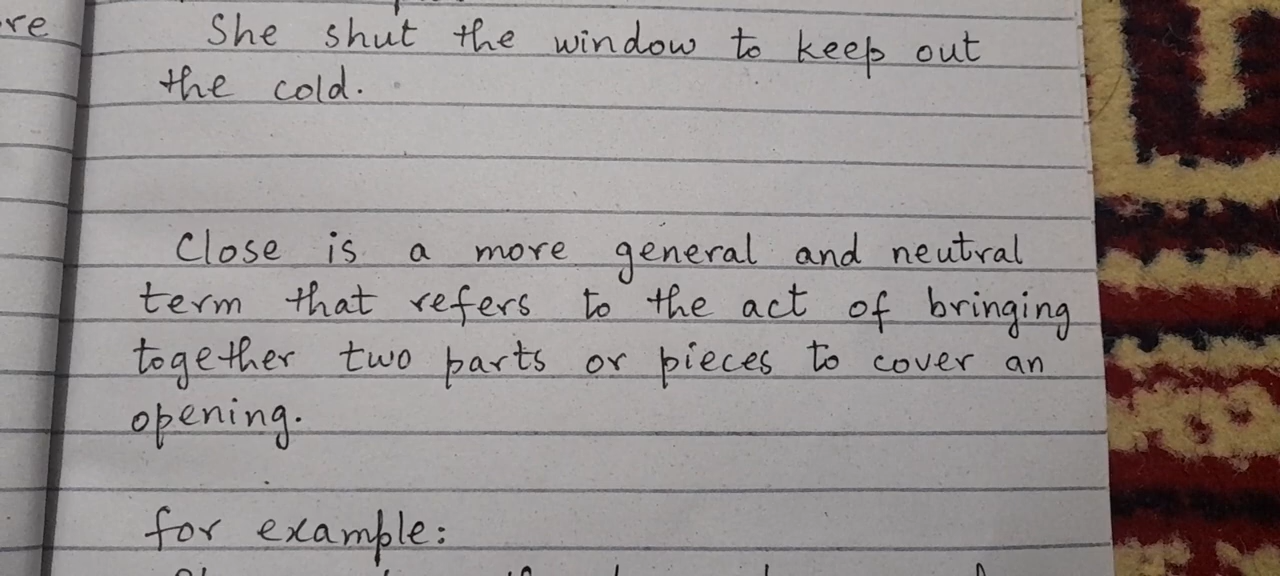 re
She shut the window to keep out
the cold.
Close is a more general and neutral
term that refers to the act of bringing
together two parts or pieces to cover an
opening.
for example: